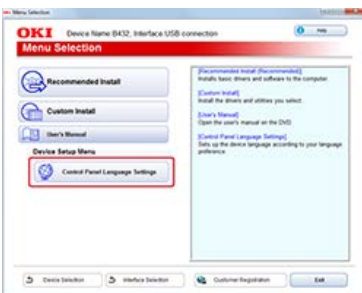 Menu Selection
OKI Device Name B432, Interface USB connection
Menu Selection
Recommended Install
Custom Install
User's Manual
Device Setup Menu
Control Panel Language Settings
[Recommended Install (Recommended)]
Installs basic drivers and software to the computer.
[Custom Install]
Install the drivers and utilities you select.
[User's Manual]
Open the user's manual on the DVD.
[Control Panel Language Settings]
Sets up the device language according to your language
preference.
Device Selection
Interface Selection
Customer Registration
Exit